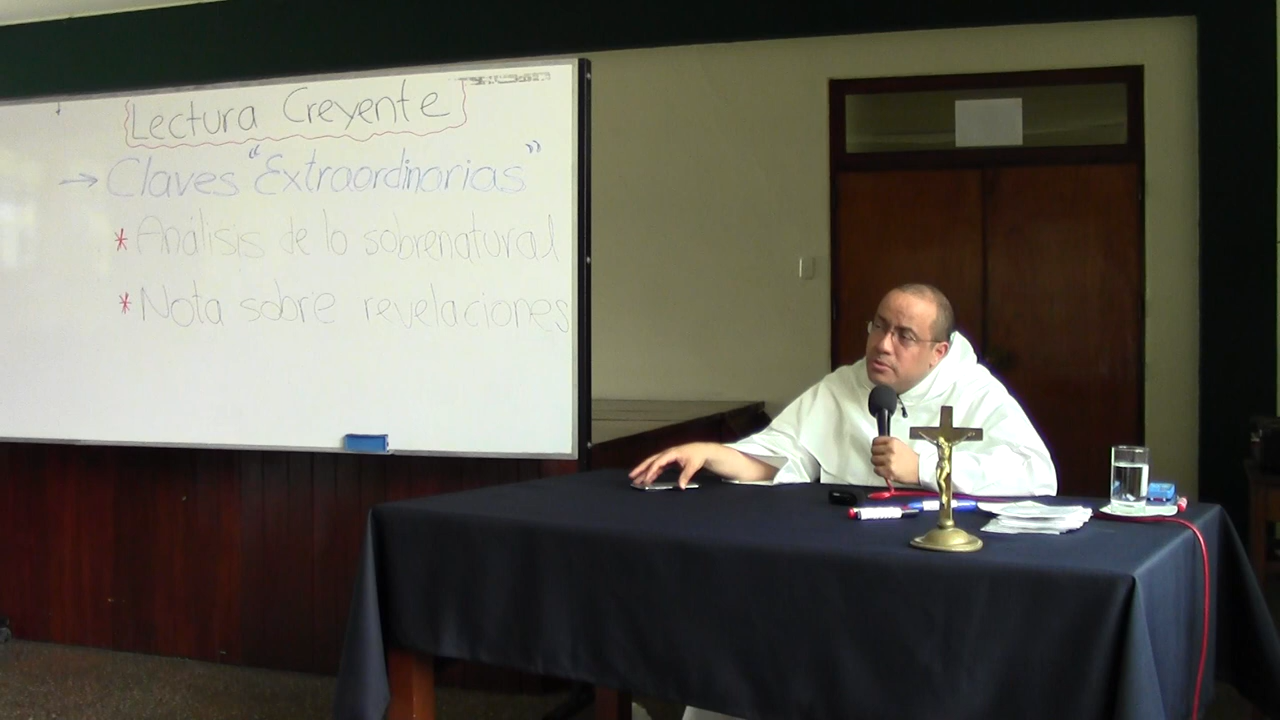 Lectura Creyente
→ Claves "Extraordinarias"
* Análisis de lo sobrenatural
* Nota sobre revelaciones